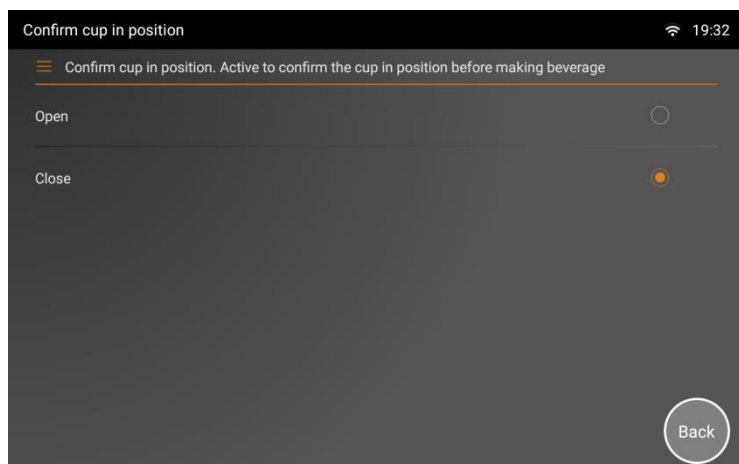 Confirm cup in position 19:32
Confirm cup in position. Active to confirm the cup in position before making beverage
Open
Close
Back